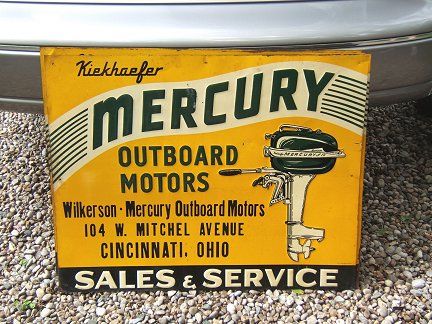 Kiekhaefer
MERCURY
OUTBOARD
MOTORS
MERCURY
Wilkerson - Mercury Outboard Motors
104 W. MITCHEL AVENUE
CINCINNATI, OHIO
SALES & SERVICE